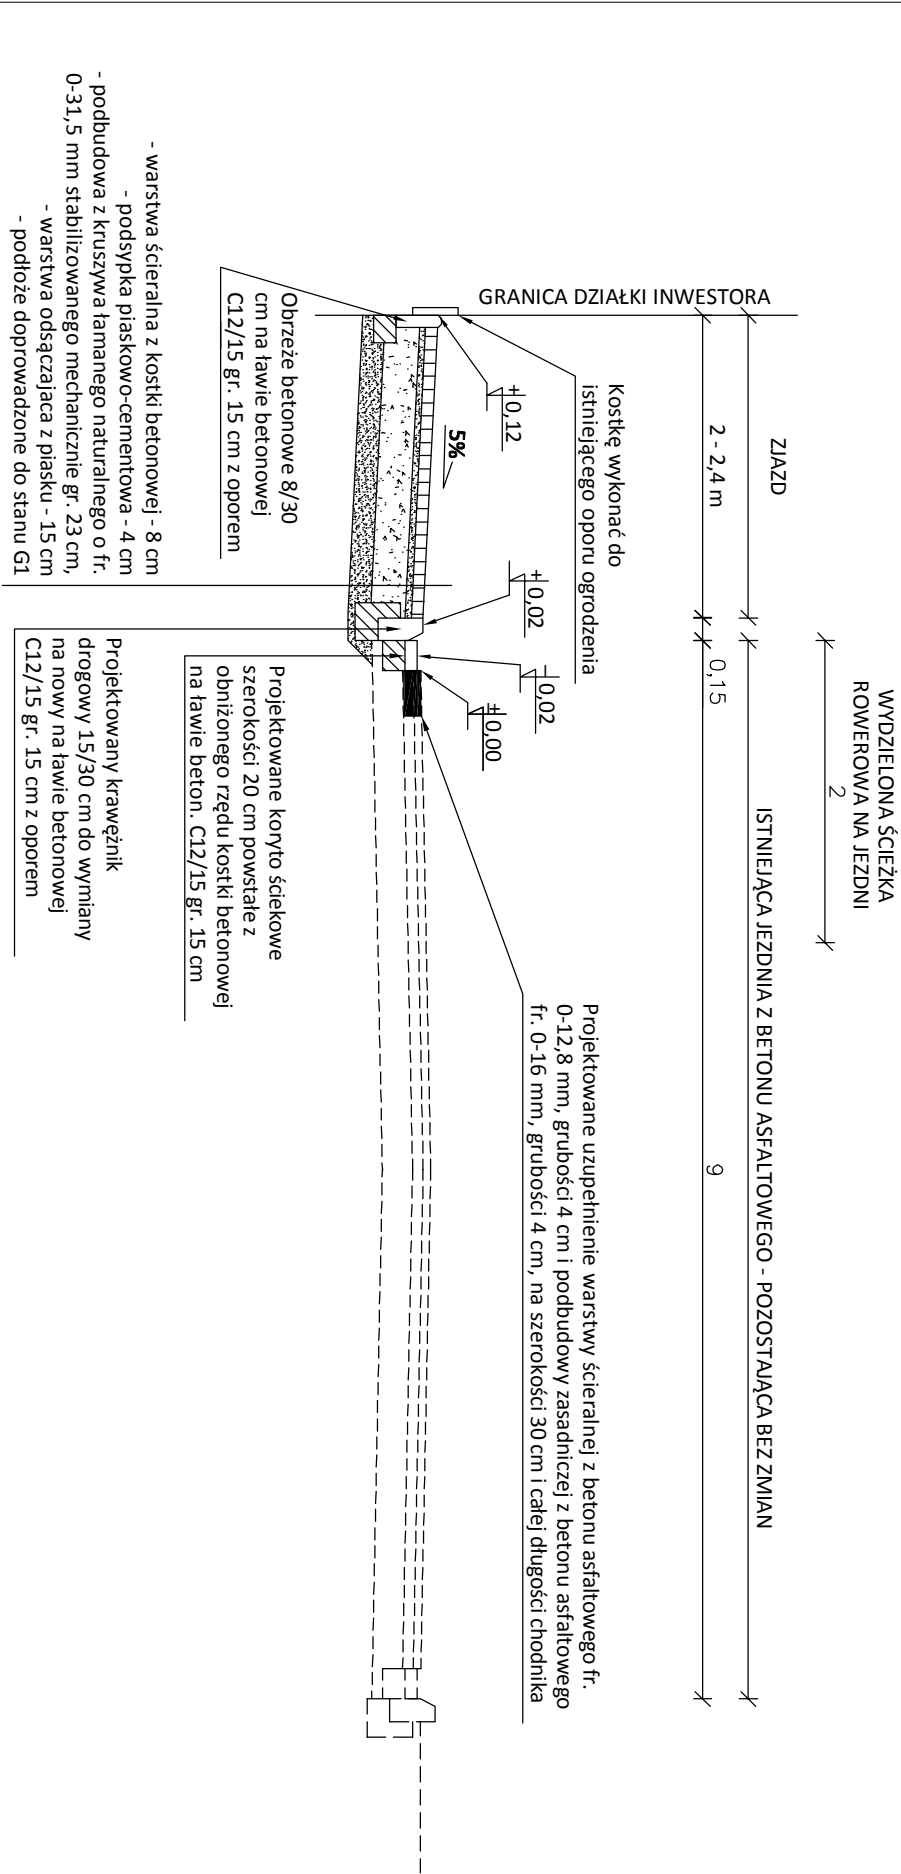 WYDZIELONA ŚCIEŻKA
ROWEROWA NA JEZDNI
2
ZJAZD
ISTNIEJĄCA JEZDNIA Z BETONU ASFALTOWEGO - POZOSTAJĄCA BEZ ZMIAN
2 - 2,4 m
0,15
9
GRANICA DZIAŁKI INWESTORA
Kostkę wykonać do
istniejącego oporu ogrodzenia
Projektowane uzupełnienie warstwy ścieralnej z betonu asfaltowego fr.
0-12,8 mm, grubości 4 cm i podbudowy zasadniczej z betonu asfaltowego
fr. 0-16 mm, grubości 4 cm, na szerokości 30 cm i całej długości chodnika
+0,12
+0,02
-0,02
±0,00
5%
Obrzeże betonowe 8/30
cm na ławie betonowej
C12/15 gr. 15 cm z oporem
Projektowane koryto ściekowe
szerokości 20 cm powstałe z
obniżonego rzędu kostki betonowej
na ławie beton. C12/15 gr. 15 cm
- warstwa ścieralna z kostki betonowej - 8 cm
- podsypka piaskowo-cementowa - 4 cm
- podbudowa z kruszywa łamanego naturalnego o fr.
0-31,5 mm stabilizowanego mechanicznie gr. 23 cm,
- warstwa odsączajaca z piasku - 15 cm
- podłoże doprowadzone do stanu G1
Projektowany krawężnik
drogowy 15/30 cm do wymiany
na nowy na ławie betonowej
C12/15 gr. 15 cm z oporem